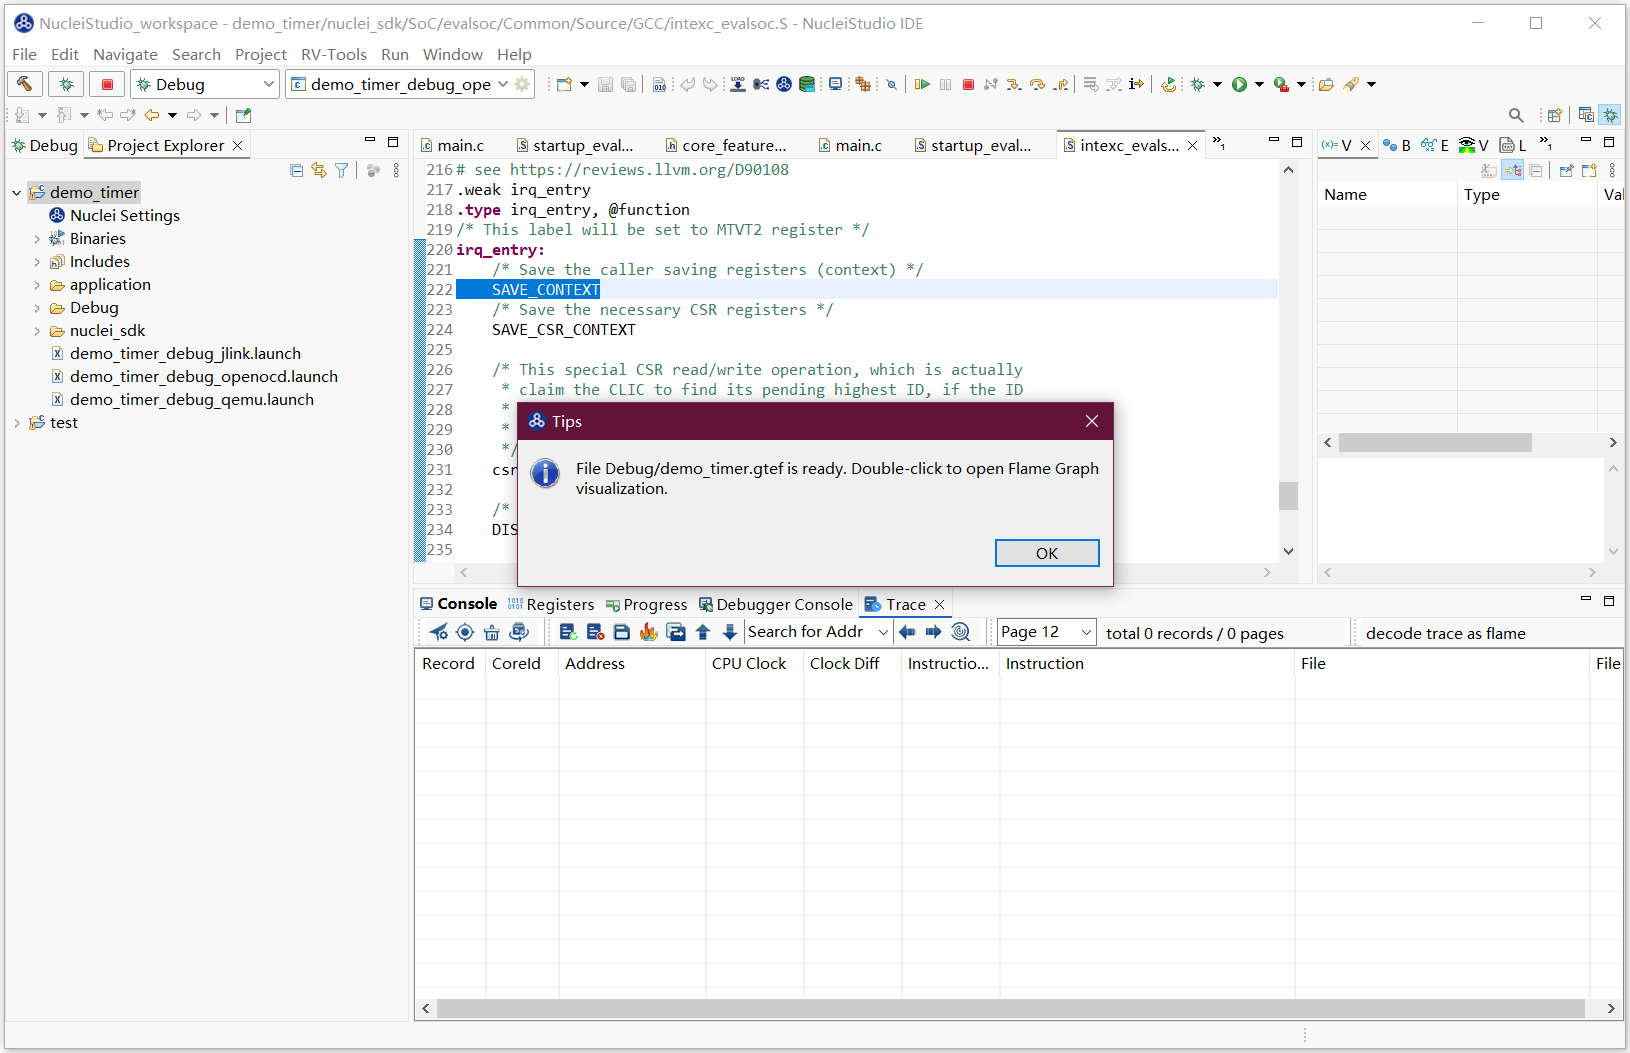 NucleiStudio_workspace - demo_timer/nuclei_sdk/SoC/evalsoc/Common/Source/GCC/intexc_evalsoc.S - NucleiStudio IDE
File Edit Navigate Search Project RV-Tools Run Window Help
Debug demo_timer_debug_ope
Debug Project Explorer
demo_timer
Nuclei Settings
Binaries
Includes
application
Debug
nuclei_sdk
demo_timer_debug_jlink.launch
demo_timer_debug_openocd.launch
demo_timer_debug_qemu.launch
test
main.c startup_eval... core_feature... main.c startup_eval... intexc_evals... »1
216 # see https://reviews.llvm.org/D90108
217 .weak irq_entry
218 .type irq_entry, @function
219 /* This label will be set to MTVT2 register */
220 irq_entry:
221 /* Save the caller saving registers (context) */
222 SAVE_CONTEXT
223 /* Save the necessary CSR registers */
224 SAVE_CSR_CONTEXT
225
226 /* This special CSR read/write operation, which is actually
227 * claim the CLIC to find its pending highest ID, if the ID
228 *
229 *
230 */
231 csr
232
233 /*
234 DIS
235
Tips
File Debug/demo_timer.gtef is ready. Double-click to open Flame Graph
visualization.
OK
(x)= V B E V L »1
Name Type Val
Console Registers Progress Debugger Console Trace
Search for Addr Page 12 total 0 records / 0 pages decode trace as flame
Record CoreId Address CPU Clock Clock Diff Instructio... Instruction File File